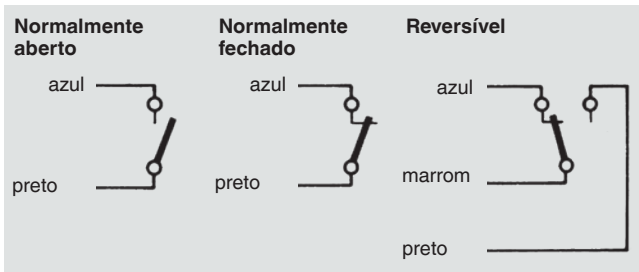 Normalmente
aberto
azul
preto
Normalmente
fechado
azul
preto
Reversível
azul
marrom
preto